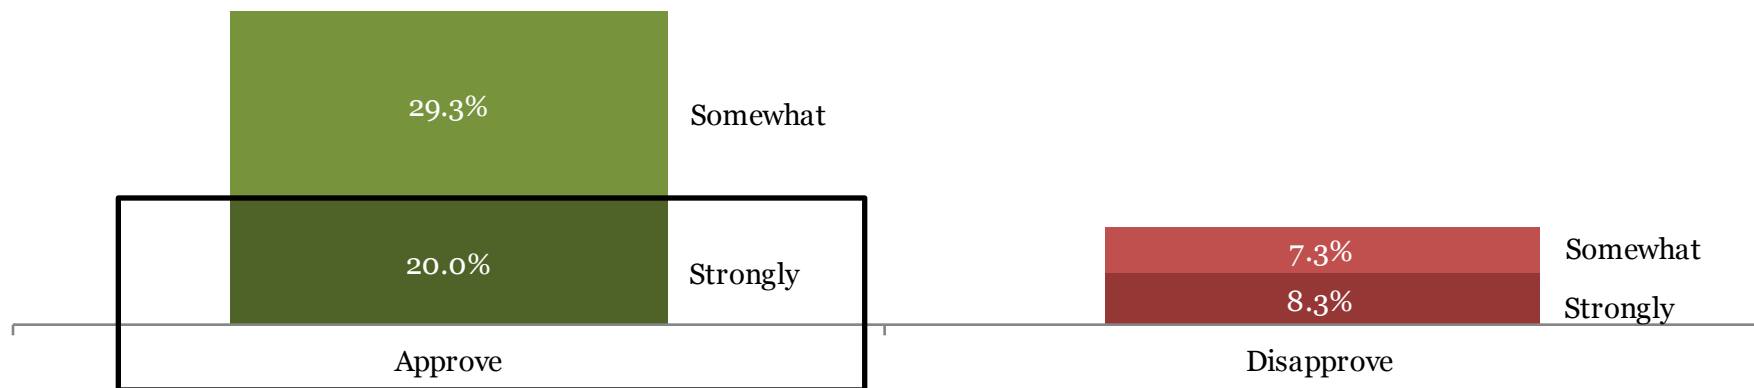 29.3%
Somewhat
20.0%
Strongly
7.3%
Somewhat
8.3%
Strongly
Approve
Disapprove